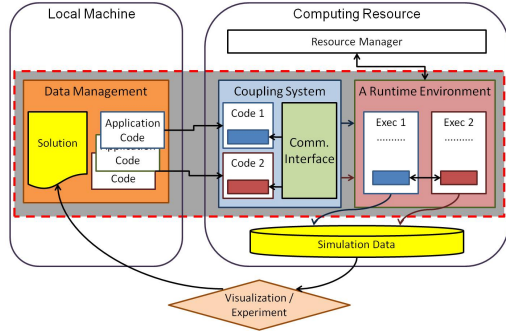 Local Machine
Computing Resource
Resource Manager
Data Management
Coupling System
A Runtime Environment
Solution
Application
Code
Code
Code
Code 1
Code 2
Comm.
Interface
Exec 1
..........
Exec 2
..........
Simulation Data
Visualization /
Experiment